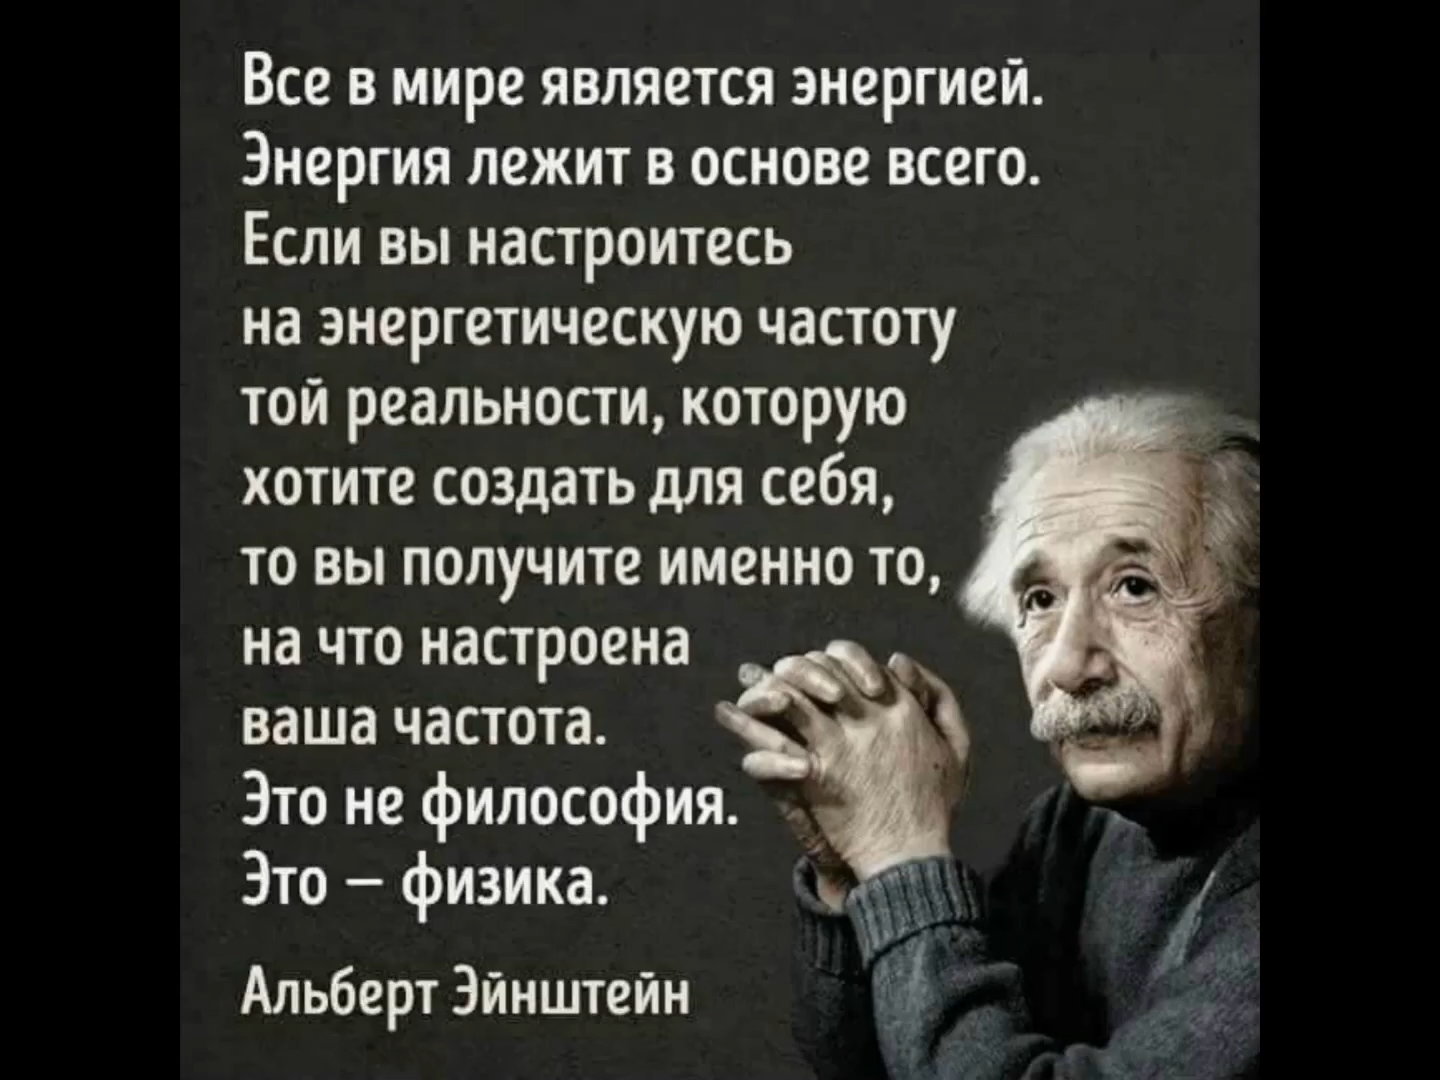 Все в мире является энергией.
Энергия лежит в основе всего.
Если вы настроитесь
на энергетическую частоту
той реальности, которую
хотите создать для себя,
то вы получите именно то,
на что настроена
ваша частота.
Это не философия.
Это – физика.
Альберт Эйнштейн